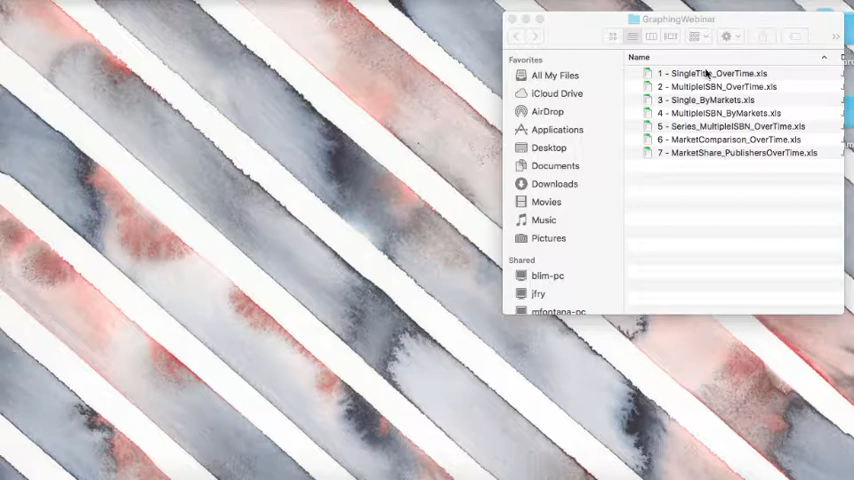 GraphingWebinar
Name
Favorites
All My Files
iCloud Drive
AirDrop
Applications
Desktop
Documents
Downloads
Movies
Music
Pictures
Shared
blim-pc
jfry
mfontana-pc
1 - SingleTitle_OverTime.xls
2 - MultipleISBN_OverTime.xls
3 - Single_ByMarkets.xls
4 - MultipleISBN_ByMarkets.xls
5 - Series_MultipleISBN_OverTime.xls
6 - MarketComparison_OverTime.xls
7 - MarketShare_PublishersOverTime.xls